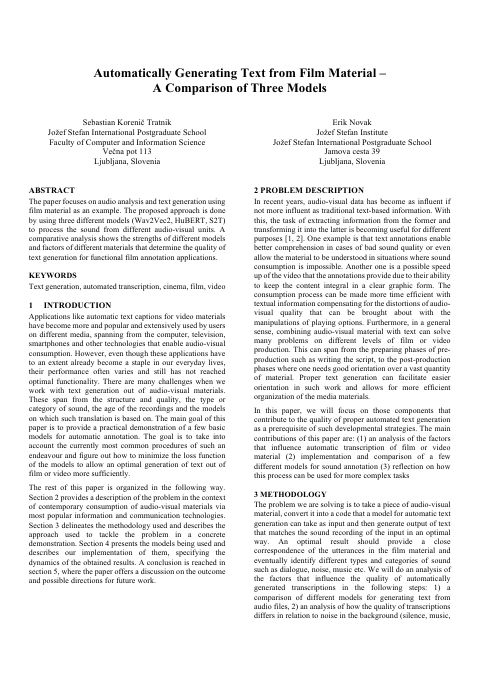 Automatically Generating Text from Film Material –
A Comparison of Three Models
Sebastian Korenič Tratnik
Jožef Stefan International Postgraduate School
Faculty of Computer and Information Science
Večna pot 113
Ljubljana, Slovenia
Erik Novak
Jožef Stefan Institute
Jožef Stefan International Postgraduate School
Jamova cesta 39
Ljubljana, Slovenia
ABSTRACT
The paper focuses on audio analysis and text generation using
film material as an example. The proposed approach is done
by using three different models (Wav2Vec2, HuBERT, S2T)
to process the sound from different audio-visual units. A
comparative analysis shows the strengths of different models
and factors of different materials that determine the quality of
text generation for functional film annotation applications.
KEYWORDS
Text generation, automated transcription, cinema, film, video
1 INTRODUCTION
Applications like automatic text captions for video materials
have become more and popular and extensively used by users
on different media, spanning from the computer, television,
smartphones and other technologies that enable audio-visual
consumption. However, even though these applications have
to an extent already become a staple in our everyday lives,
their performance often varies and still has not reached
optimal functionality. There are many challenges when we
work with text generation out of audio-visual materials.
These span from the structure and quality, the type or
category of sound, the age of the recordings and the models
on which such translation is based on. The main goal of this
paper is to provide a practical demonstration of a few basic
models for automatic annotation. The goal is to take into
account the currently most common procedures of such an
endeavour and figure out how to minimize the loss function
of the models to allow an optimal generation of text out of
film or video more sufficiently.
The rest of this paper is organized in the following way.
Section 2 provides a description of the problem in the context
of contemporary consumption of audio-visual materials via
most popular information and communication technologies.
Section 3 delineates the methodology used and describes the
approach used to tackle the problem in a concrete
demonstration. Section 4 presents the models being used and
describes our implementation of them, specifying the
dynamics of the obtained results. A conclusion is reached in
section 5, where the paper offers a discussion on the outcome
and possible directions for future work.
2 PROBLEM DESCRIPTION
In recent years, audio-visual data has become as influent if
not more influent as traditional text-based information. With
this, the task of extracting information from the former and
transforming it into the latter is becoming useful for different
purposes [1, 2]. One example is that text annotations enable
better comprehension in cases of bad sound quality or even
allow the material to be understood in situations where sound
consumption is impossible. Another one is a possible speed
up of the video that the annotations provide due to their ability
to keep the content integral in a clear graphic form. The
consumption process can be made more time efficient with
textual information compensating for the distortions of audio-
visual quality that can be brought about with the
manipulations of playing options. Furthermore, in a general
sense, combining audio-visual material with text can solve
many problems on different levels of film or video
production. This can span from the preparing phases of pre-
production such as writing the script, to the post-production
phases where one needs good orientation over a vast quantity
of material. Proper text generation can facilitate easier
orientation in such work and allows for more efficient
organization of the media materials.
In this paper, we will focus on those components that
contribute to the quality of proper automated text generation
as a prerequisite of such developmental strategies. The main
contributions of this paper are: (1) an analysis of the factors
that influence automatic transcription of film or video
material (2) implementation and comparison of a few
different models for sound annotation (3) reflection on how
this process can be used for more complex tasks
3 METHODOLOGY
The problem we are solving is to take a piece of audio-visual
material, convert it into a code that a model for automatic text
generation can take as input and then generate output of text
that matches the sound recording of the input in an optimal
way. An optimal result should provide a close
correspondence of the utterances in the film material and
eventually identify different types and categories of sound
such as dialogue, noise, music etc. We will do an analysis of
the factors that influence the quality of automatically
generated transcriptions in the following steps: 1) a
comparison of different models for generating text from
audio files, 2) an analysis of how the quality of transcriptions
differs in relation to noise in the background (silence, music,